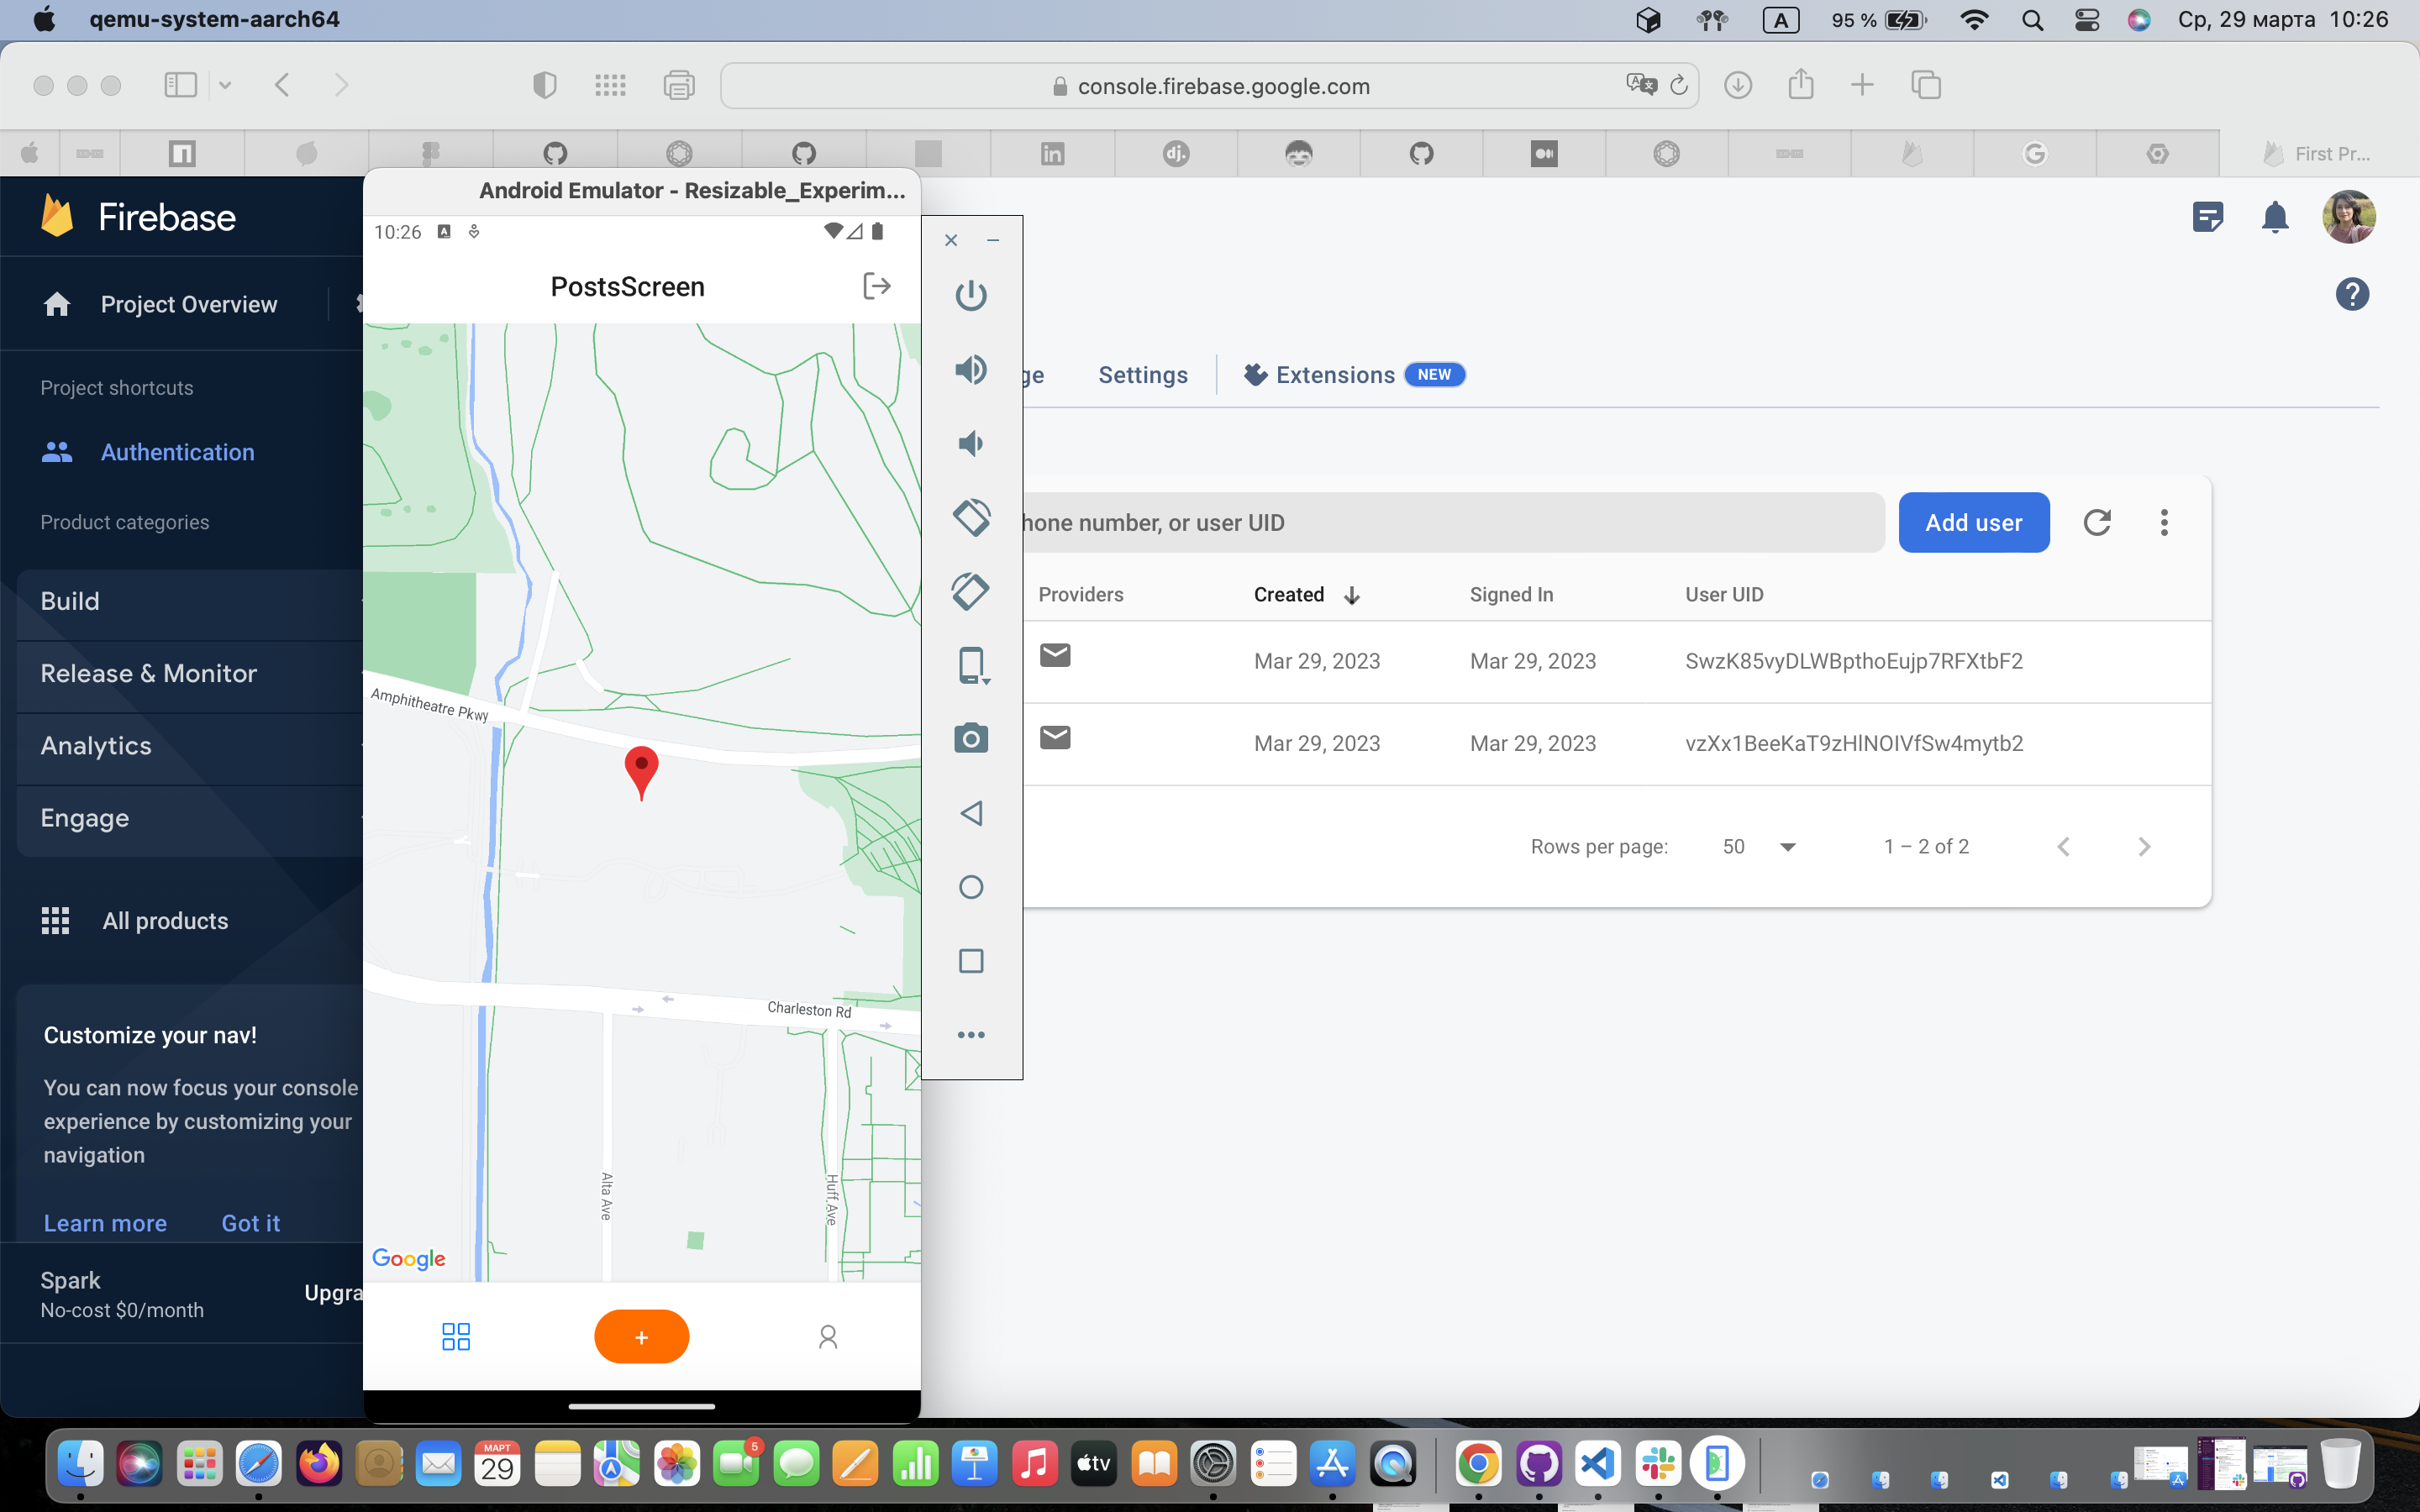 qemu-system-aarch64
A
95 %
Ср, 29 марта 10:26
console.firebase.google.com
dj.
First Pr...
Firebase
Project Overview
Project shortcuts
Authentication
Product categories
Build
Release & Monitor
Analytics
Engage
All products
Customize your nav!
You can now focus your console
experience by customizing your
navigation
Learn more
Got it
Spark
No-cost $0/month
Upgra
Android Emulator - Resizable_Experim...
10:26
PostsScreen
Amphitheatre Pkwy
Charleston Rd
Alta Ave
Huff Ave
Google
+
ge
Settings
Extensions
NEW
hone number, or user UID
Add user
Providers
Created
Signed In
User UID
Mar 29, 2023
Mar 29, 2023
SwzK85vyDLWBpthoEujp7RFXtbF2
Mar 29, 2023
Mar 29, 2023
vzXx1BeeKaT9zHlNOIVfSw4mytb2
Rows per page:
50
1 – 2 of 2
МАРТ
29
5
tv